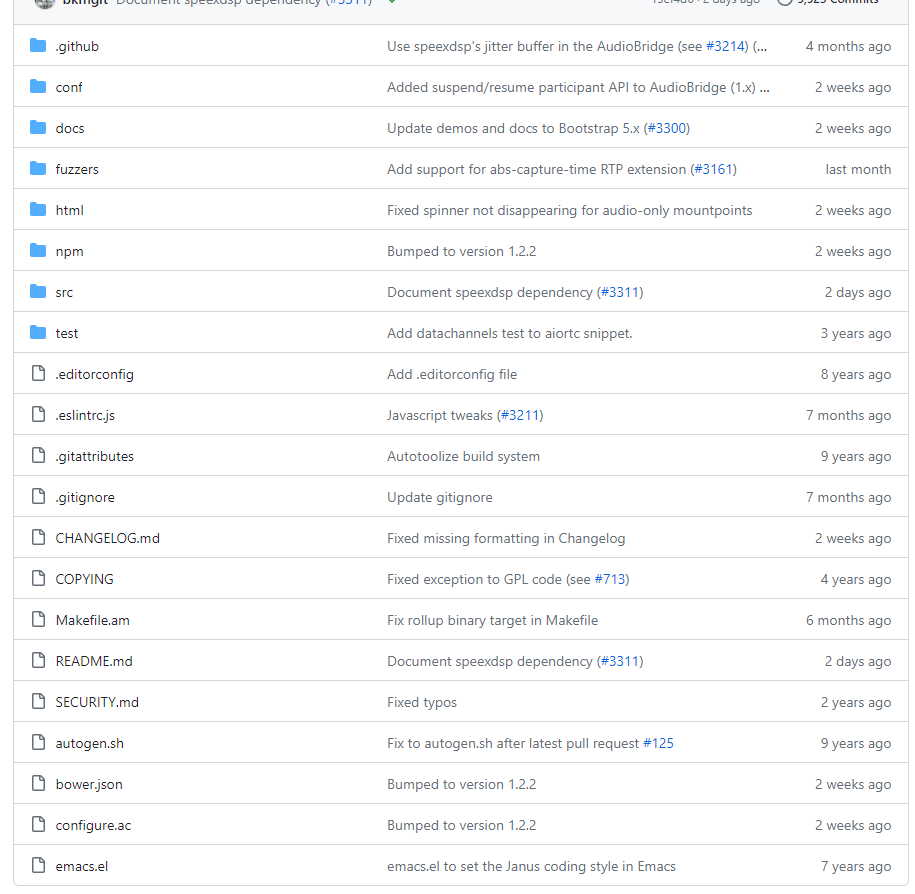 bkmgit Document speexdsp dependency (#3311) 2 days ago Commits
.github Use speexdsp's jitter buffer in the AudioBridge (see #3214) (... 4 months ago
conf Added suspend/resume participant API to AudioBridge (1.x) ... 2 weeks ago
docs Update demos and docs to Bootstrap 5.x (#3300) 2 weeks ago
fuzzers Add support for abs-capture-time RTP extension (#3161) last month
html Fixed spinner not disappearing for audio-only mountpoints 2 weeks ago
npm Bumped to version 1.2.2 2 weeks ago
src Document speexdsp dependency (#3311) 2 days ago
test Add datachannels test to aiortc snippet. 3 years ago
.editorconfig Add .editorconfig file 8 years ago
.eslintrc.js Javascript tweaks (#3211) 7 months ago
.gitattributes Autotoolize build system 9 years ago
.gitignore Update gitignore 7 months ago
CHANGELOG.md Fixed missing formatting in Changelog 2 weeks ago
COPYING Fixed exception to GPL code (see #713) 4 years ago
Makefile.am Fix rollup binary target in Makefile 6 months ago
README.md Document speexdsp dependency (#3311) 2 days ago
SECURITY.md Fixed typos 2 years ago
autogen.sh Fix to autogen.sh after latest pull request #125 9 years ago
bower.json Bumped to version 1.2.2 2 weeks ago
configure.ac Bumped to version 1.2.2 2 weeks ago
emacs.el emacs.el to set the Janus coding style in Emacs 7 years ago